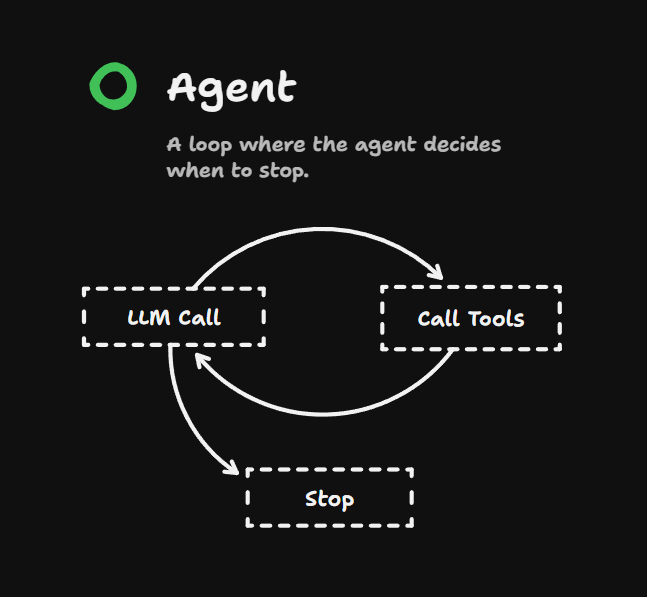 Agent
A loop where the agent decides
when to stop.
LLM Call
Call Tools
Stop